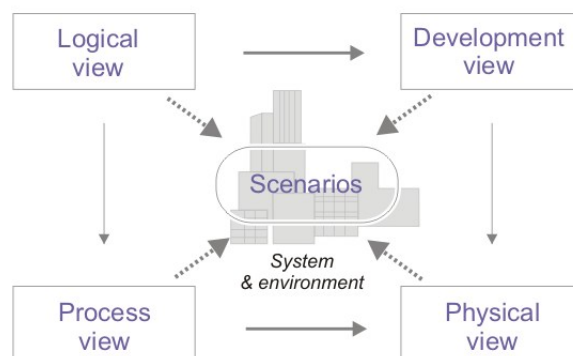 Logical
view
Development
view
Scenarios
System
& environment
Process
view
Physical
view